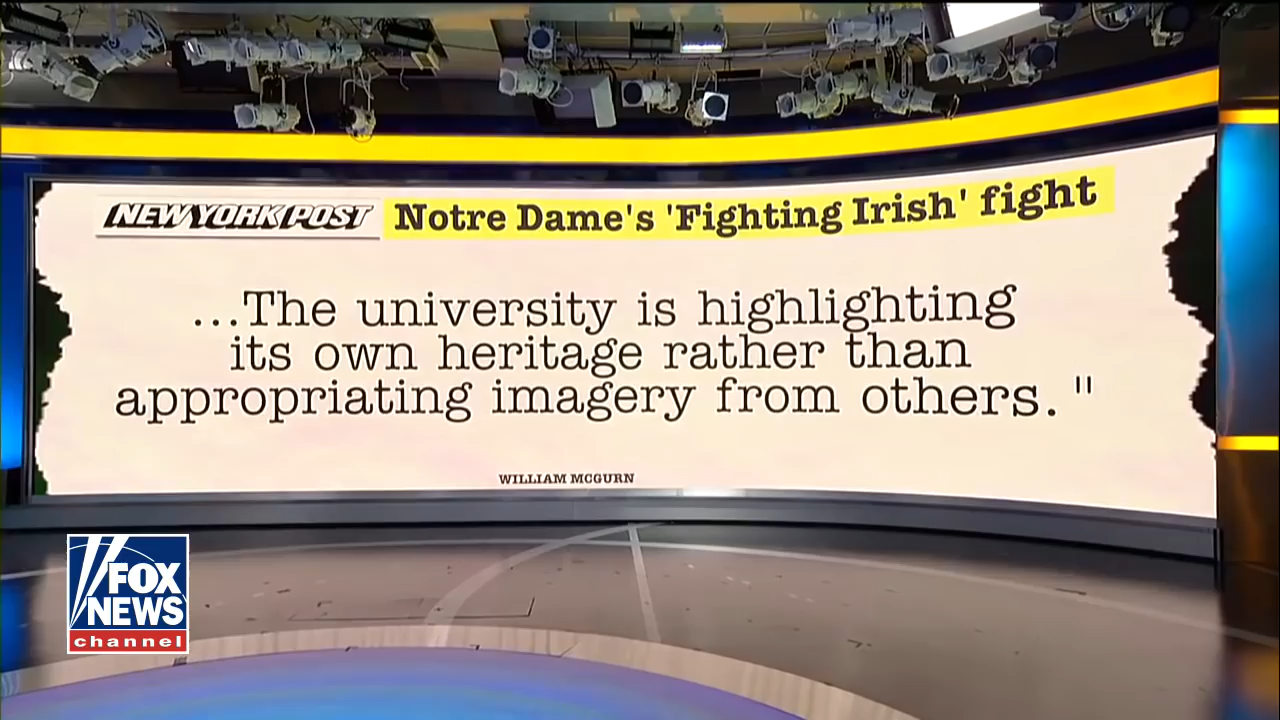 NEW YORK POST Notre Dame's 'Fighting Irish' fight
...The university is highlighting
its own heritage rather than
appropriating imagery from others. "
WILLIAM MCGURN
FOX
NEWS
channel